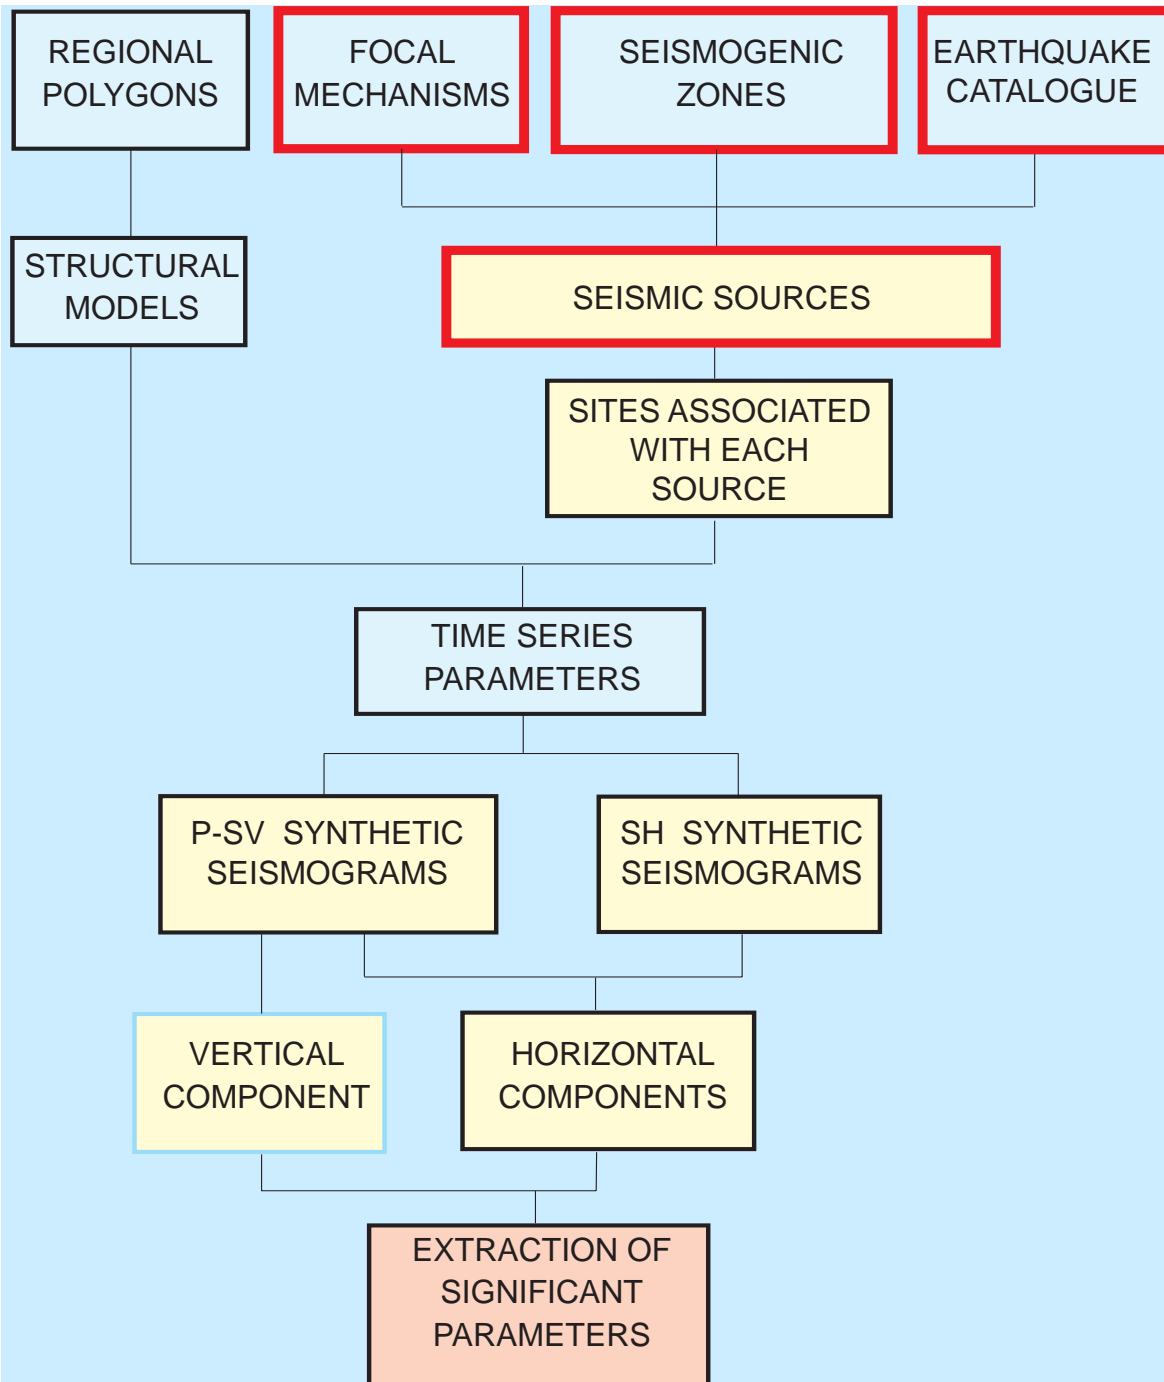 REGIONAL
POLYGONS
FOCAL
MECHANISMS
SEISMOGENIC
ZONES
EARTHQUAKE
CATALOGUE
STRUCTURAL
MODELS
SEISMIC SOURCES
SITES ASSOCIATED
WITH EACH
SOURCE
TIME SERIES
PARAMETERS
P-SV SYNTHETIC
SEISMOGRAMS
SH SYNTHETIC
SEISMOGRAMS
VERTICAL
COMPONENT
HORIZONTAL
COMPONENTS
EXTRACTION OF
SIGNIFICANT
PARAMETERS